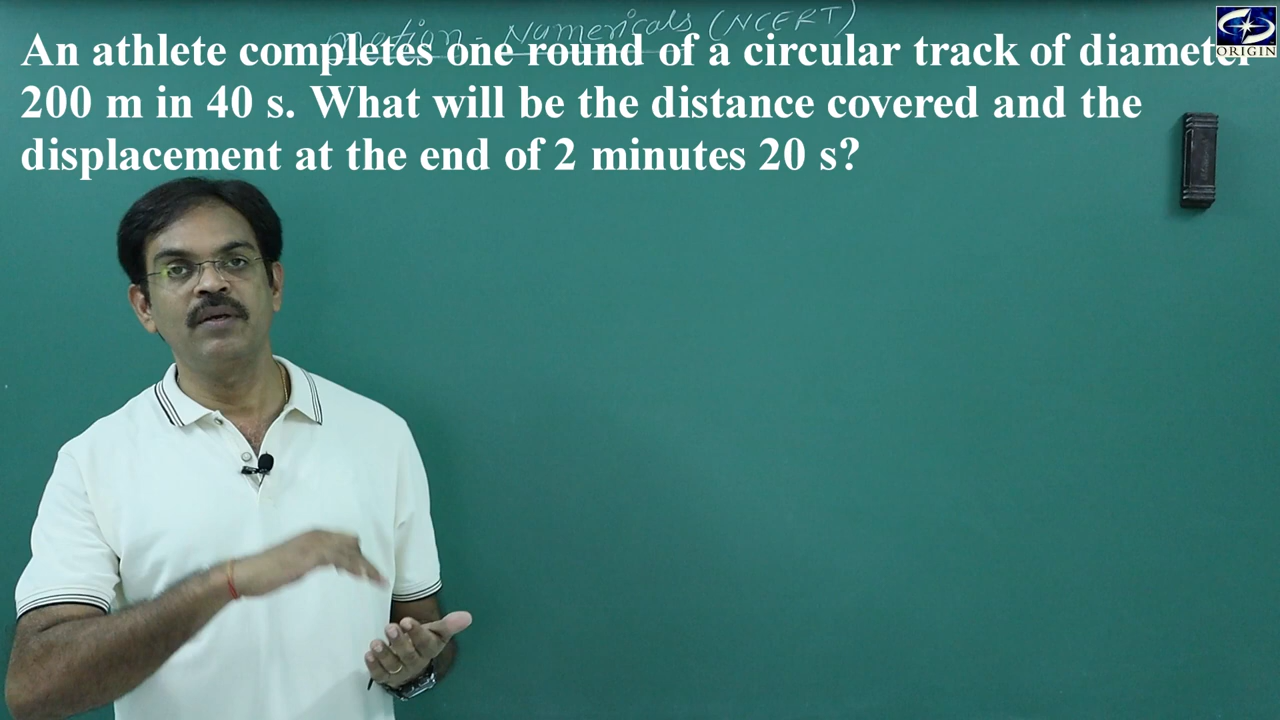 motion - Numericals (NCERT)
An athlete completes one round of a circular track of diameter
200 m in 40 s. What will be the distance covered and the
displacement at the end of 2 minutes 20 s?
ORIGIN